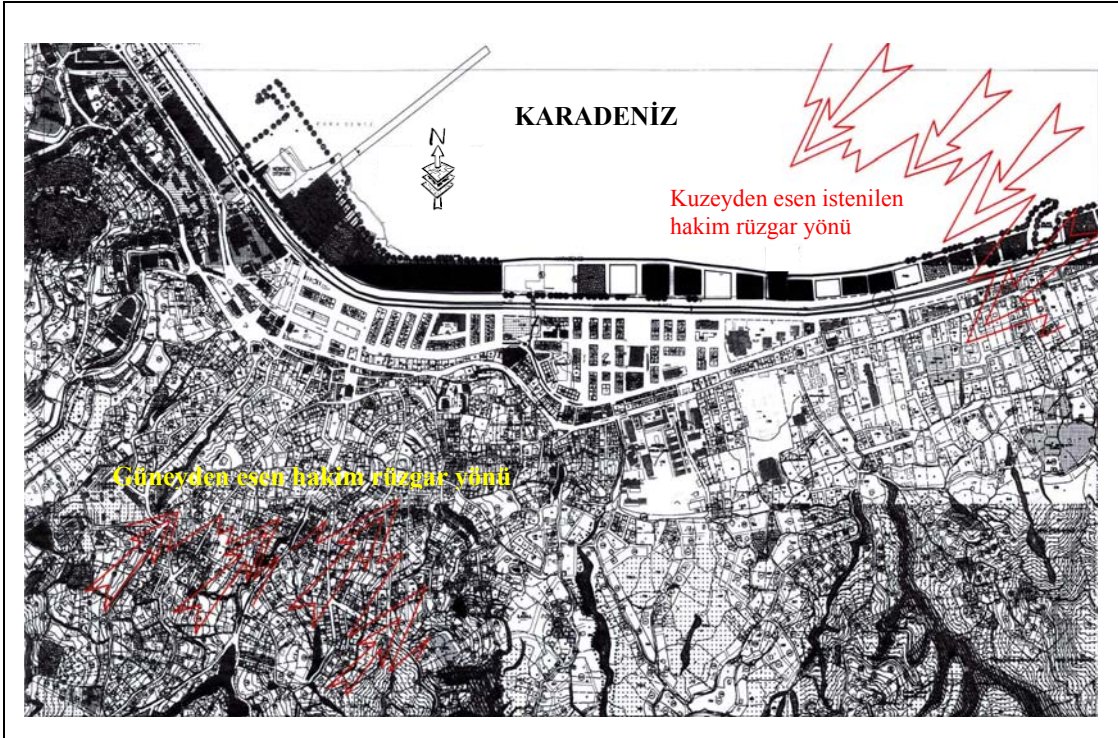 KARADENİZ
N
Kuzeyden esen istenilen
hakim rüzgar yönü
Güneyden esen hakim rüzgar yönü